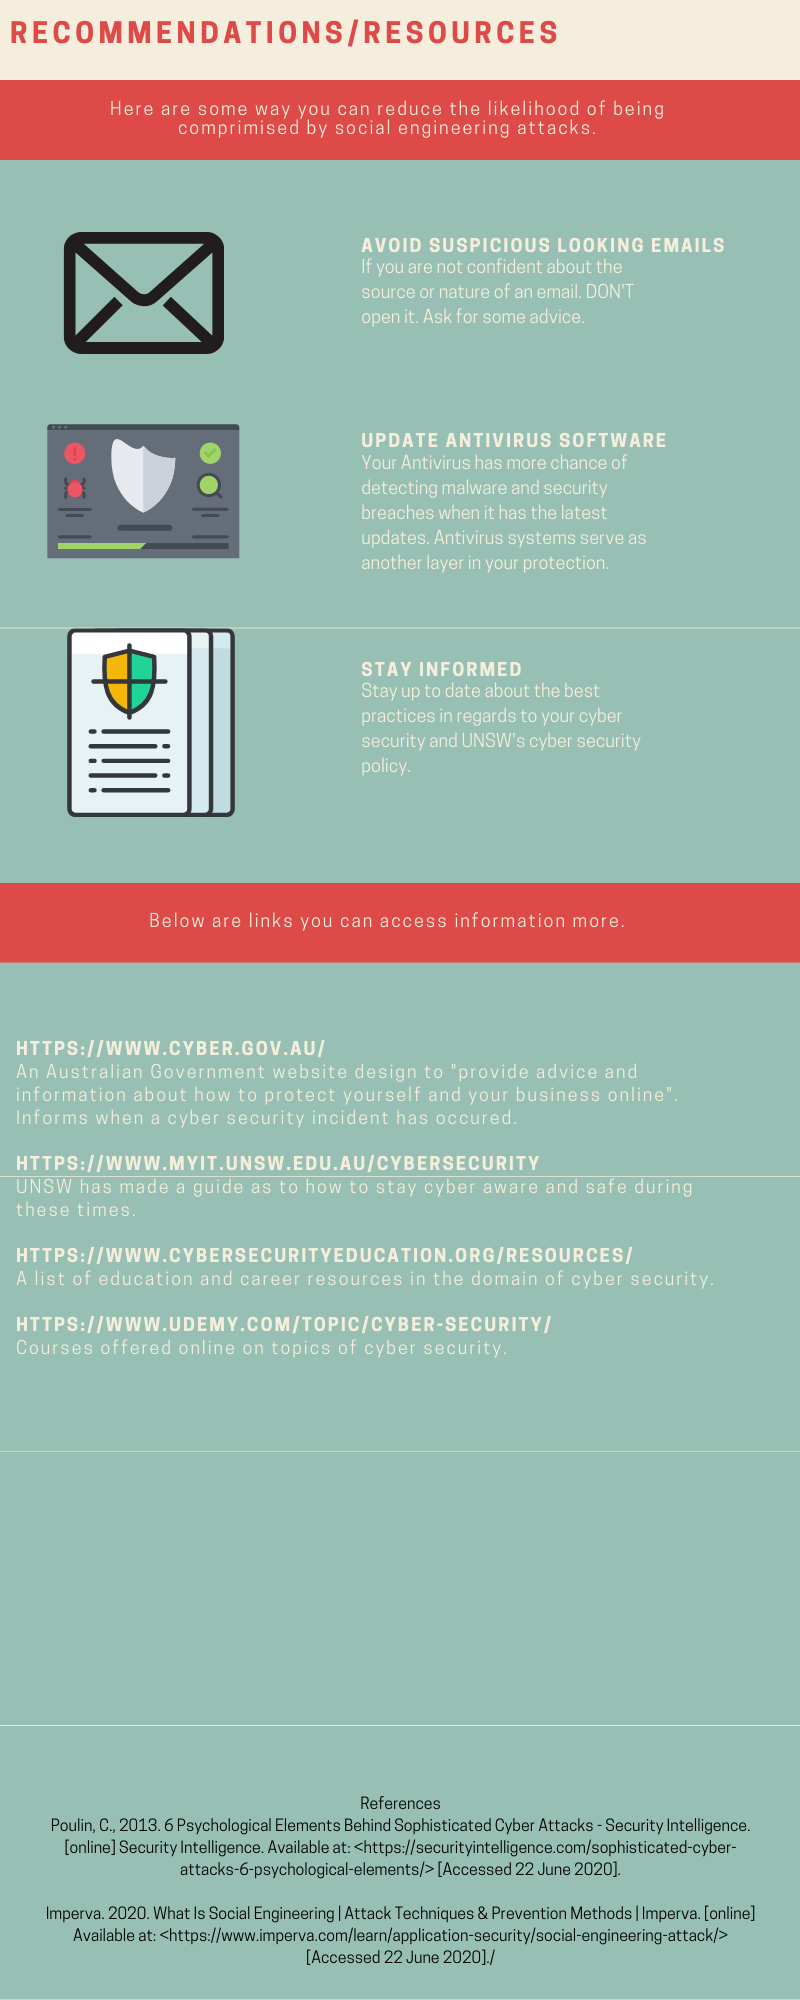 RECOMMENDATIONS/RESOURCES
Here are some way you can reduce the likelihood of being
comprimised by social engineering attacks.
AVOID SUSPICIOUS LOOKING EMAILS
If you are not confident about the
source or nature of an email. DON'T
open it. Ask for some advice.
UPDATE ANTIVIRUS SOFTWARE
Your Antivirus has more chance of
detecting malware and security
breaches when it has the latest
updates. Antivirus systems serve as
another layer in your protection.
STAY INFORMED
Stay up to date about the best
practices in regards to your cyber
security and UNSW's cyber security
policy.
Below are links you can access information more.
HTTPS://WWW.CYBER.GOV.AU/
An Australian Government website design to "provide advice and
information about how to protect yourself and your business online".
Informs when a cyber security incident has occured.
HTTPS://WWW.MYIT.UNSW.EDU.AU/CYBERSECURITY
UNSW has made a guide as to how to stay cyber aware and safe during
these times.
HTTPS://WWW.CYBERSECURITYEDUCATION.ORG/RESOURCES/
A list of education and career resources in the domain of cyber security.
HTTPS://WWW.UDEMY.COM/TOPIC/CYBER-SECURITY/
Courses offered online on topics of cyber security.
References
Poulin, C., 2013. 6 Psychological Elements Behind Sophisticated Cyber Attacks - Security Intelligence.
[online] Security Intelligence. Available at: <https://securityintelligence.com/sophisticated-cyber-
attacks-6-psychological-elements/> [Accessed 22 June 2020].
Imperva. 2020. What Is Social Engineering | Attack Techniques & Prevention Methods | Imperva. [online]
Available at: <https://www.imperva.com/learn/application-security/social-engineering-attack/>
[Accessed 22 June 2020]./